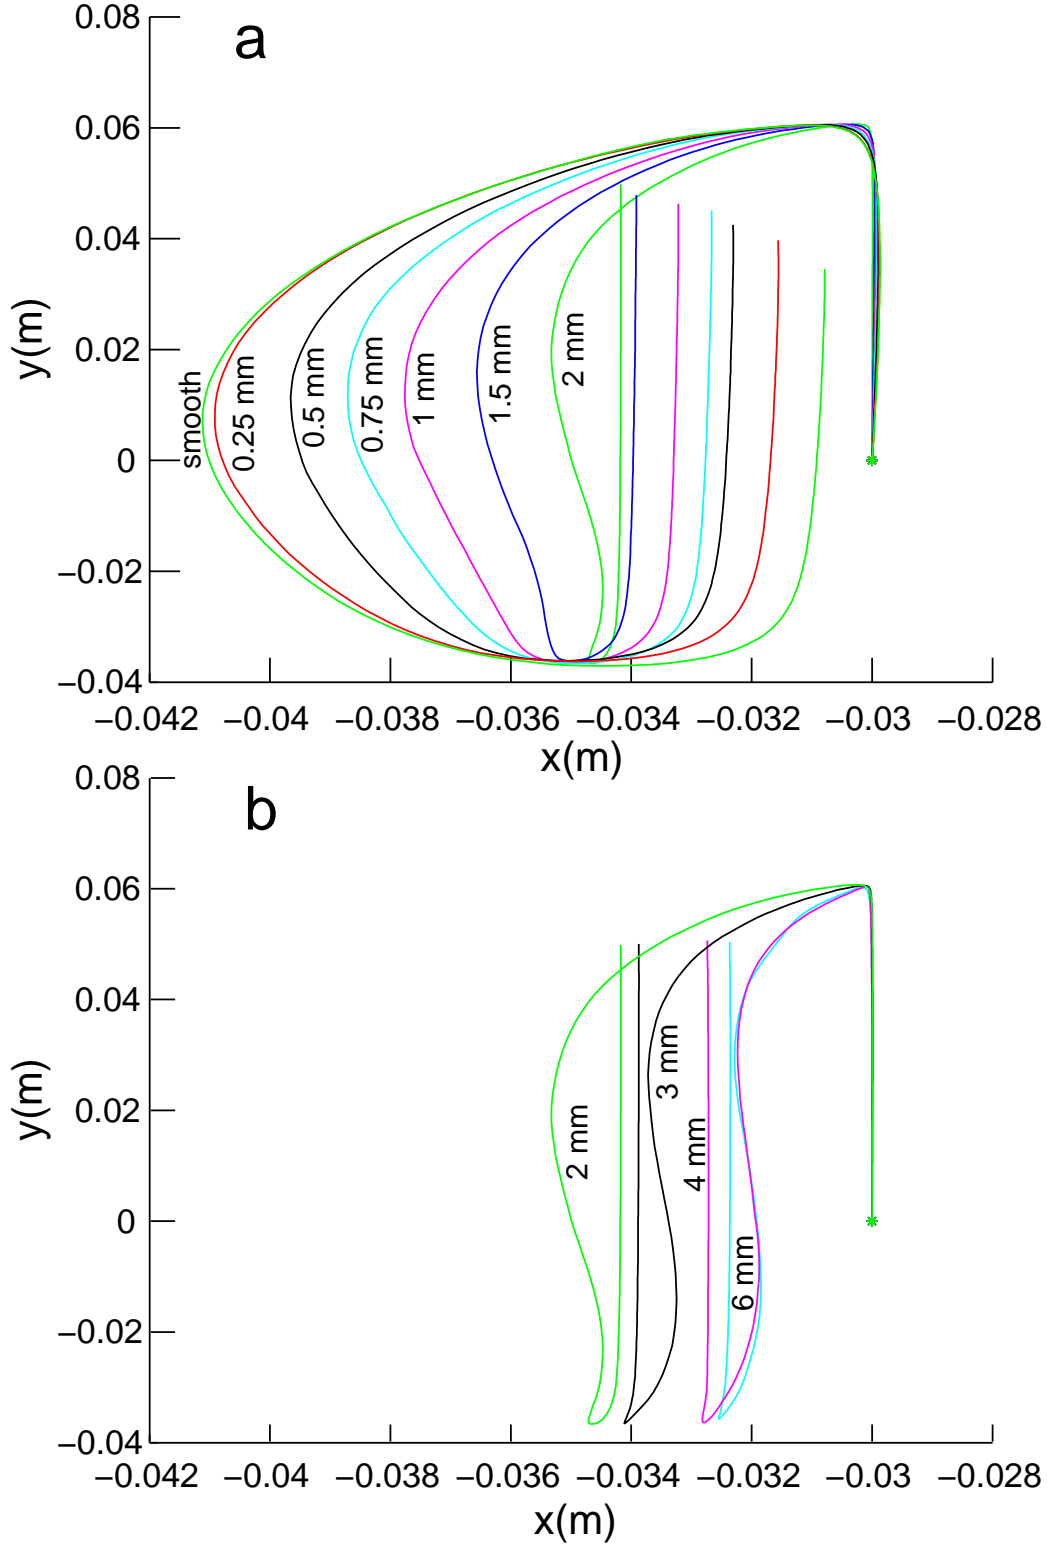 a
0.08
0.06
0.04
0.02
0
−0.02
−0.04
y(m)
smooth
0.25 mm
0.5 mm
0.75 mm
1 mm
1.5 mm
2 mm
−0.042 −0.04 −0.038 −0.036 −0.034 −0.032 −0.03 −0.028
x(m)
b
0.08
0.06
0.04
0.02
0
−0.02
−0.04
y(m)
2 mm
3 mm
4 mm
6 mm
−0.042 −0.04 −0.038 −0.036 −0.034 −0.032 −0.03 −0.028
x(m)